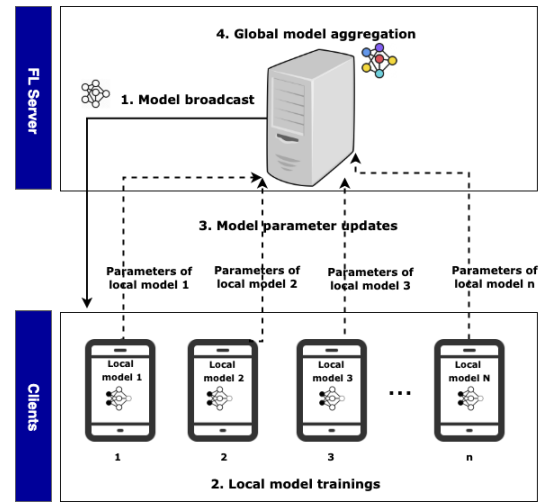 4. Global model aggregation
FL Server
1. Model broadcast
3. Model parameter updates
Parameters of
local model 1
Parameters of
local model 2
Parameters of
local model 3
Parameters of
local model n
Clients
Local
model 1
Local
model 2
Local
model 3
...
Local
model N
1
2
3
n
2. Local model trainings